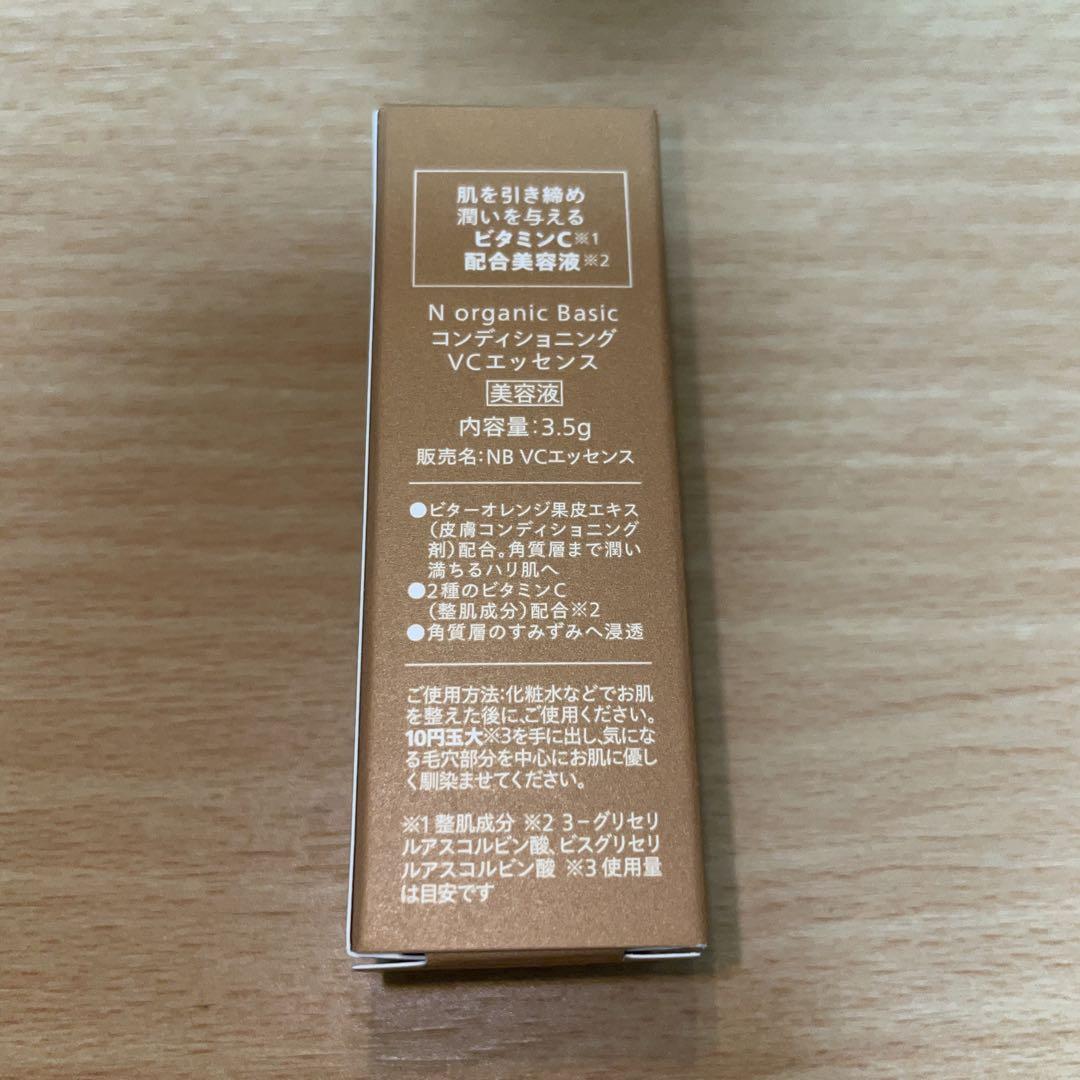 肌を引き締め
潤いを与える
ビタミンC※1
配合美容液※2
N organic Basic
コンディショニング
VCエッセンス
美容液
内容量：3.5g
販売名：NB VCエッセンス
●ビターオレンジ果皮エキス
（皮膚コンディショニング
剤）配合。角質層まで潤い
満ちるハリ肌へ
●2種のビタミンC
（整肌成分）配合※2
●角質層のすみずみへ浸透
ご使用方法：化粧水などでお肌
を整えた後に、ご使用ください。
10円玉大※3を手に出し、気にな
る毛穴部分を中心にお肌に優し
く馴染ませてください。
※1 整肌成分 ※2 3－グリセリ
ルアスコルビン酸、ビスグリセリ
ルアスコルビン酸 ※3 使用量
は目安です